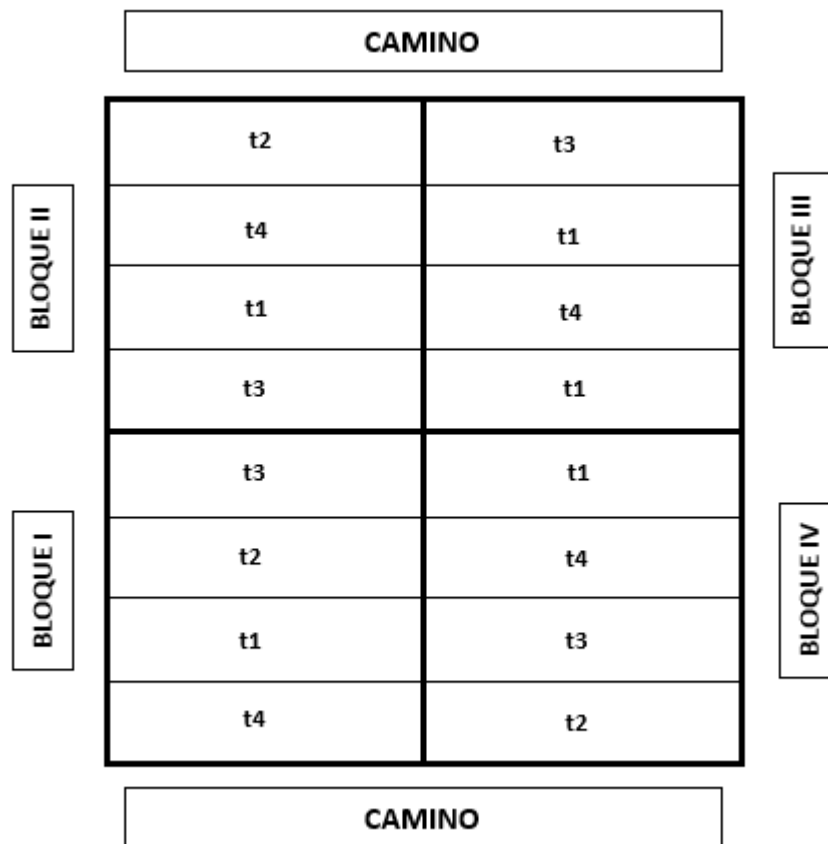 CAMINO
t2 t3
BLOQUE II
BLOQUE III
t4 t1
t1 t4
t3 t1
t3 t1
BLOQUE I
BLOQUE IV
t2 t4
t1 t3
t4 t2
CAMINO